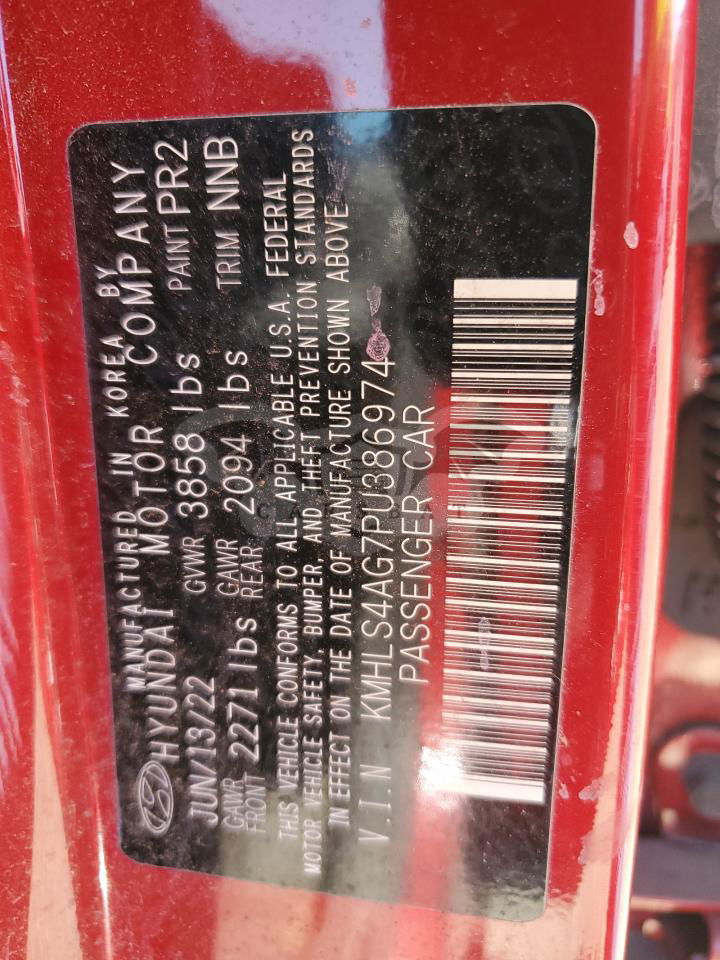 MANUFACTURED IN KOREA BY
HYUNDAI MOTOR COMPANY
JUN/13/22 GVWR 3858 lbs PAINT PR2
GAWR FRONT 2271 lbs GAWR REAR 2094 lbs TRIM NNB
THIS VEHICLE CONFORMS TO ALL APPLICABLE U.S.A. FEDERAL
MOTOR VEHICLE SAFETY, BUMPER, AND THEFT PREVENTION STANDARDS
IN EFFECT ON THE DATE OF MANUFACTURE SHOWN ABOVE
V.I.N KMHLS4AG7PU386974
PASSENGER CAR